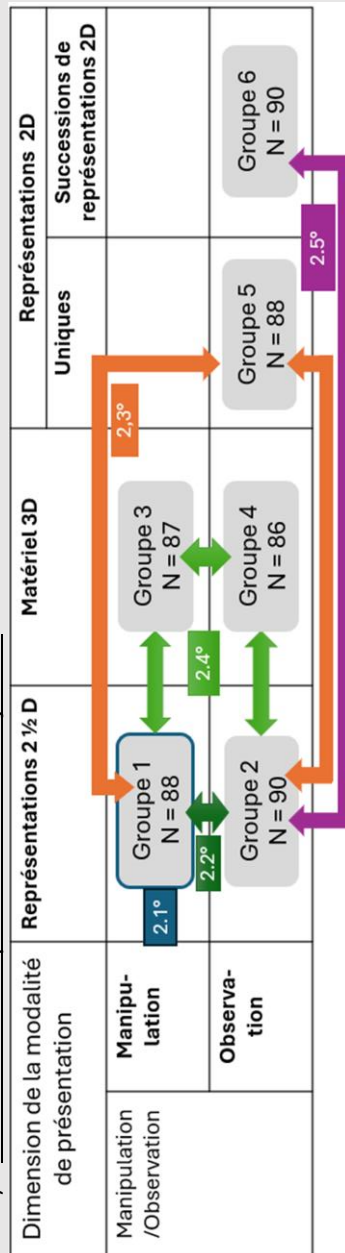 Dimension de la modalité
de présentation
Représentations 2 ½ D
Matériel 3D
Représentations 2D
Uniques
Successions de
représentations 2D
Manipulation
/Observation
Manipu-
lation
2.1°
Groupe 1
N = 88
Groupe 3
N = 87
2,3°
2.2°
2.4°
Observa-
tion
Groupe 2
N = 90
Groupe 4
N = 86
Groupe 5
N = 88
Groupe 6
N = 90
2.5°